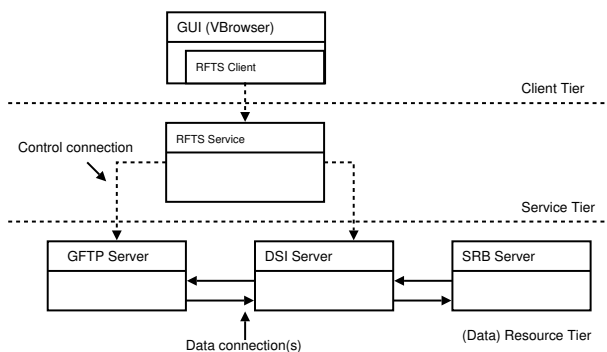 GUI (VBrowser)
RFTS Client
Client Tier
RFTS Service
Control connection
Service Tier
GFTP Server
DSI Server
SRB Server
(Data) Resource Tier
Data connection(s)